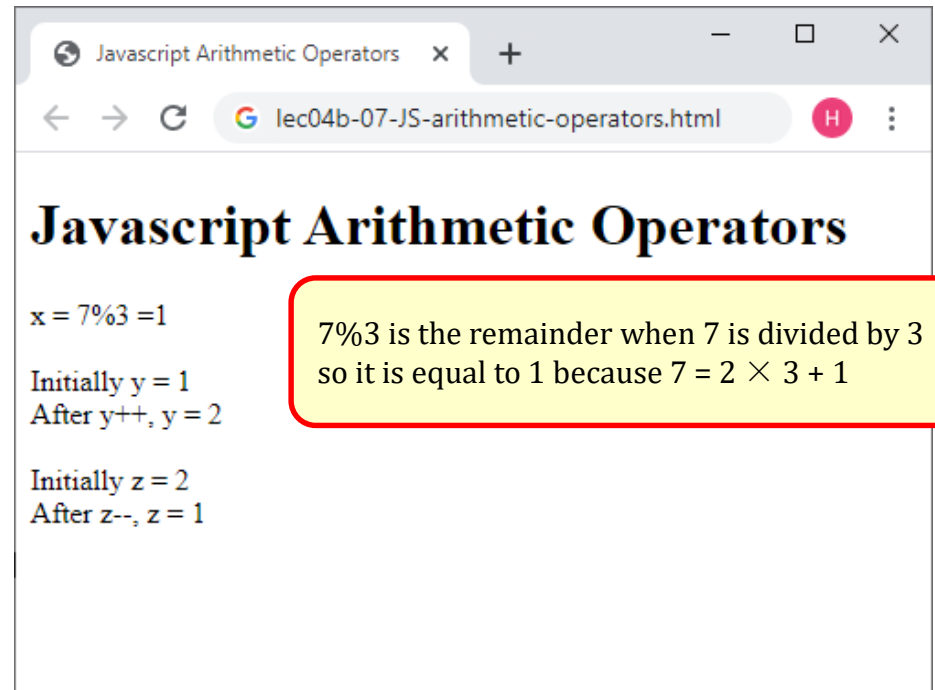 Javascript Arithmetic Operators
lec04b-07-JS-arithmetic-operators.html
H
Javascript Arithmetic Operators
x = 7%3 =1
7%3 is the remainder when 7 is divided by 3
so it is equal to 1 because 7 = 2 × 3 + 1
Initially y = 1
After y++, y = 2
Initially z = 2
After z--, z = 1